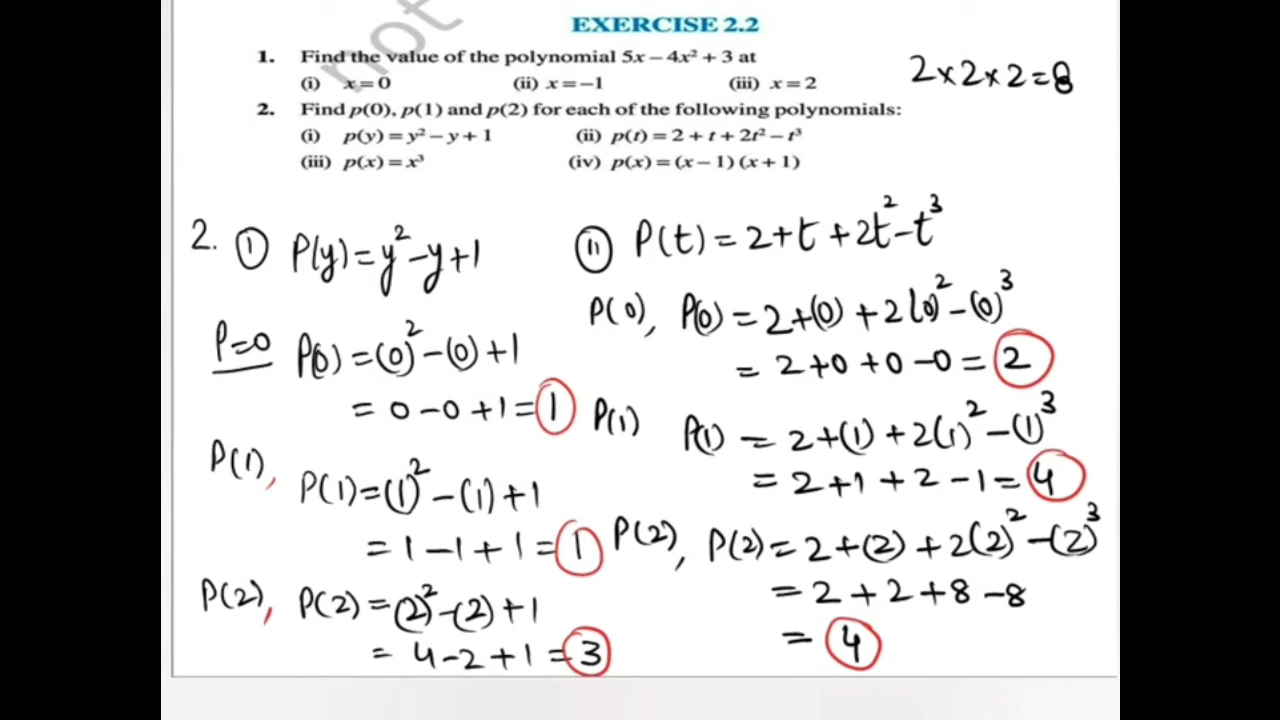 not
EXERCISE 2.2
1. Find the value of the polynomial 5x – 4x² + 3 at
(i) x = 0 (ii) x = –1 (iii) x = 2
2×2×2=8
2. Find p(0), p(1) and p(2) for each of the following polynomials:
(i) p(y) = y² – y + 1 (ii) p(t) = 2 + t + 2t² – t³
(iii) p(x) = x³ (iv) p(x) = (x – 1) (x + 1)
2. (i) P(y)=y²-y+1
P=0 P(0)=(0)²-(0)+1
= 0-0+1=1
P(1), P(1)=(1)²-(1)+1
=1-1+1=1
P(2), P(2)=(2)²-(2)+1
= 4-2+1=3
(ii) P(t)=2+t+2t²-t³
P(0), P(0)=2+(0)+2(0)²-(0)³
= 2+0+0-0=2
P(1) P(1) = 2+(1)+2(1)²-(1)³
= 2+1+2-1=4
P(2), P(2)=2+(2)+2(2)²-(2)³
=2+2+8-8
= 4